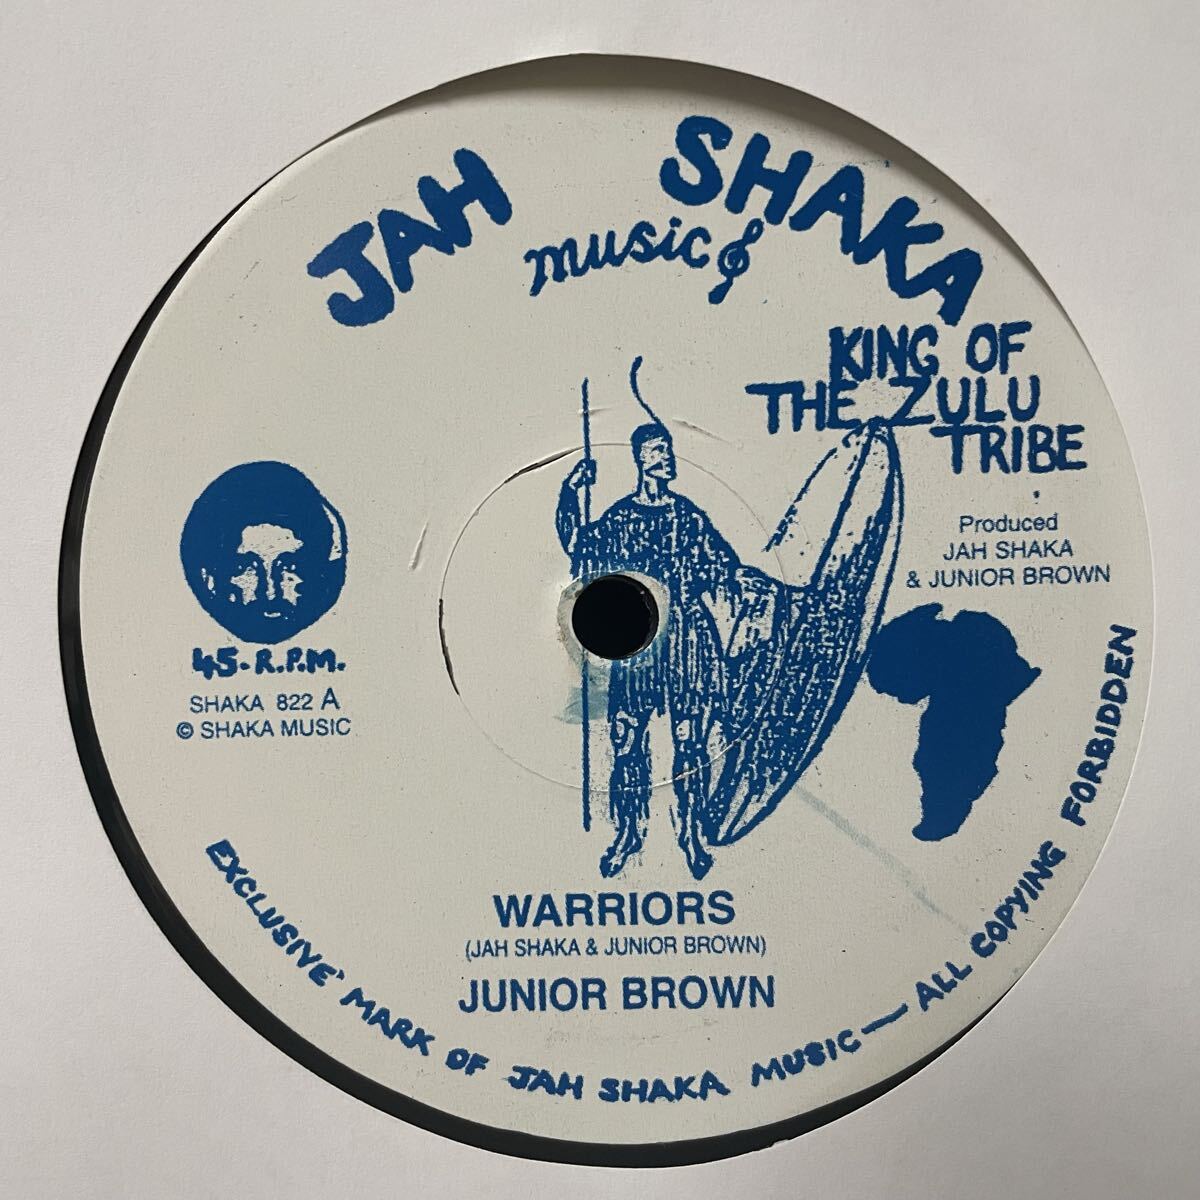 JAH SHAKA
music
KING OF
THE ZULU
TRIBE
Produced
JAH SHAKA
& JUNIOR BROWN
45-R.P.M.
SHAKA 822 A
© SHAKA MUSIC
WARRIORS
(JAH SHAKA & JUNIOR BROWN)
JUNIOR BROWN
EXCLUSIVE' MARK OF JAH SHAKA MUSIC — ALL COPYING FORBIDDEN